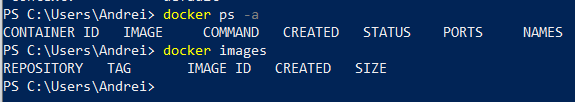 PS C:\Users\Andrei> docker ps -a
CONTAINER ID   IMAGE     COMMAND   CREATED   STATUS    PORTS     NAMES
PS C:\Users\Andrei> docker images
REPOSITORY   TAG       IMAGE ID   CREATED   SIZE
PS C:\Users\Andrei>